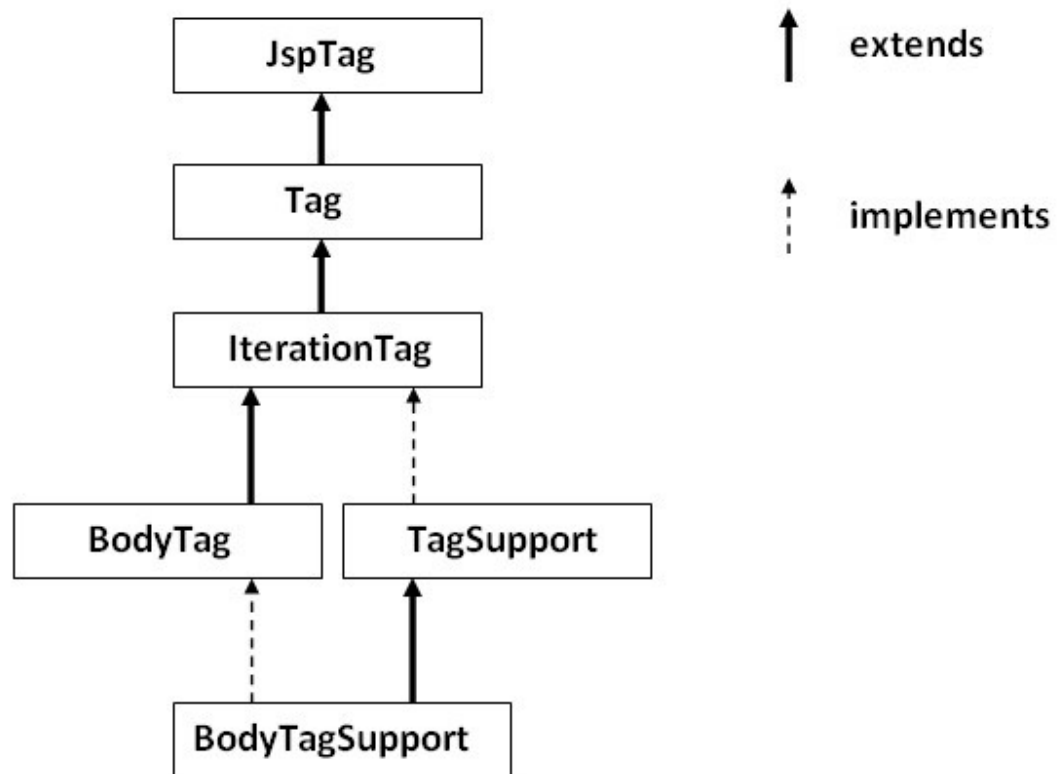 JspTag
extends
Tag
implements
IterationTag
BodyTag
TagSupport
BodyTagSupport